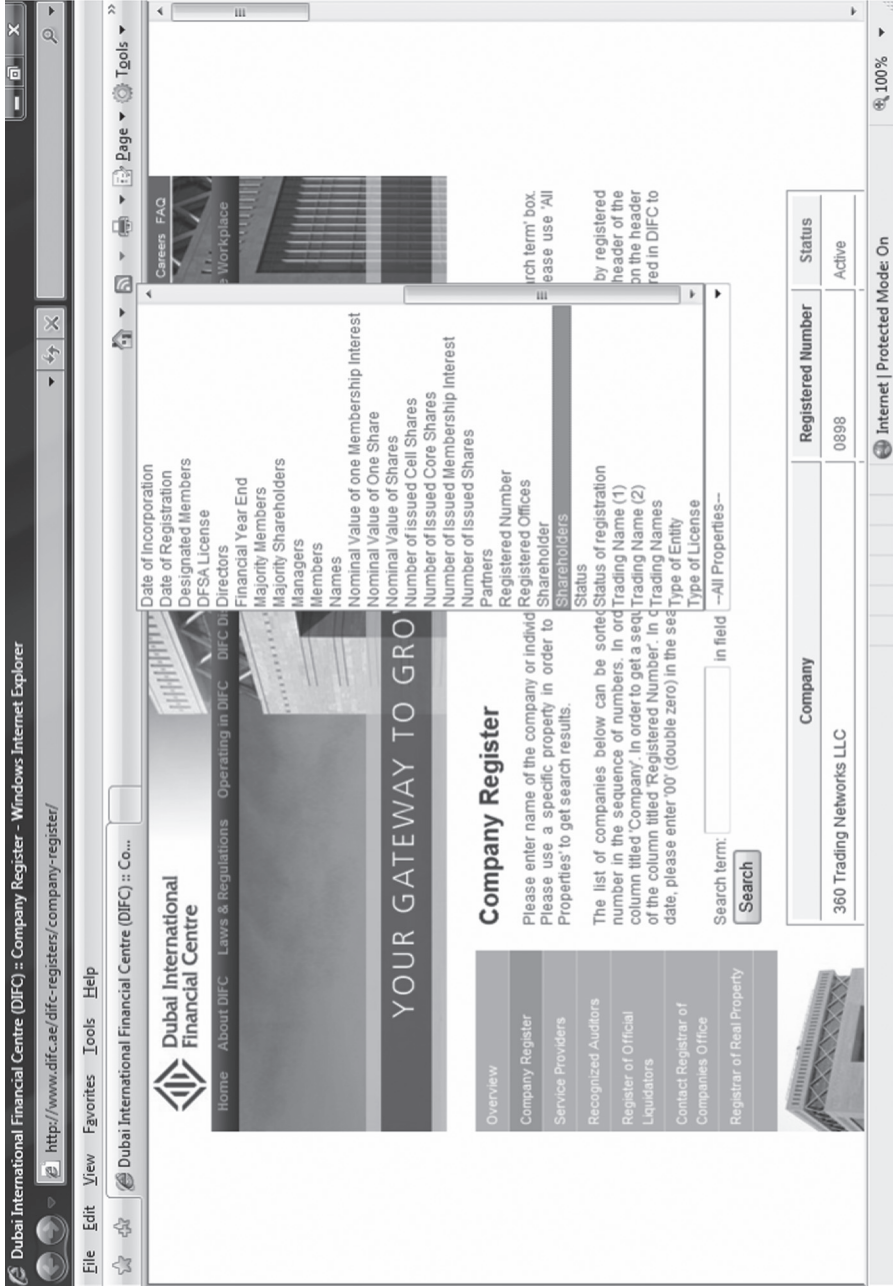 Dubai International Financial Centre (DIFC) :: Company Register - Windows Internet Explorer
http://www.difc.ae/difc-registers/company-register/
File Edit View Favorites Tools Help
Dubai International Financial Centre (DIFC) :: Co...
Page Tools
Dubai International
Financial Centre
Careers FAQ
Home About DIFC Laws & Regulations Operating in DIFC DIFC Workplace
YOUR GATEWAY TO GRO
Overview
Company Register
Service Providers
Recognized Auditors
Register of Official
Liquidators
Contact Registrar of
Companies Office
Registrar of Real Property
Company Register
Please enter name of the company or individ rch term' box.
Please use a specific property in order to ease use 'All
Properties' to get search results.
The list of companies below can be sorted by registered
number in the sequence of numbers. In ord header of the
column titled 'Company'. In order to get a sequ on the header
of the column titled 'Registered Number'. In red in DIFC to
date, please enter '00' (double zero) in the sea
Search term: in field --All Properties--
Search
Date of Incorporation
Date of Registration
Designated Members
DFSA License
Directors
Financial Year End
Majority Members
Majority Shareholders
Managers
Members
Names
Nominal Value of one Membership Interest
Nominal Value of One Share
Nominal Value of Shares
Number of issued Cell Shares
Number of Issued Core Shares
Number of Issued Membership Interest
Number of Issued Shares
Partners
Registered Number
Registered Offices
Shareholder
Shareholders
Status
Status of registration
Trading Name (1)
Trading Name (2)
Trading Names
Type of Entity
Type of License
Company Registered Number Status
360 Trading Networks LLC 0898 Active
Internet | Protected Mode: On 100%